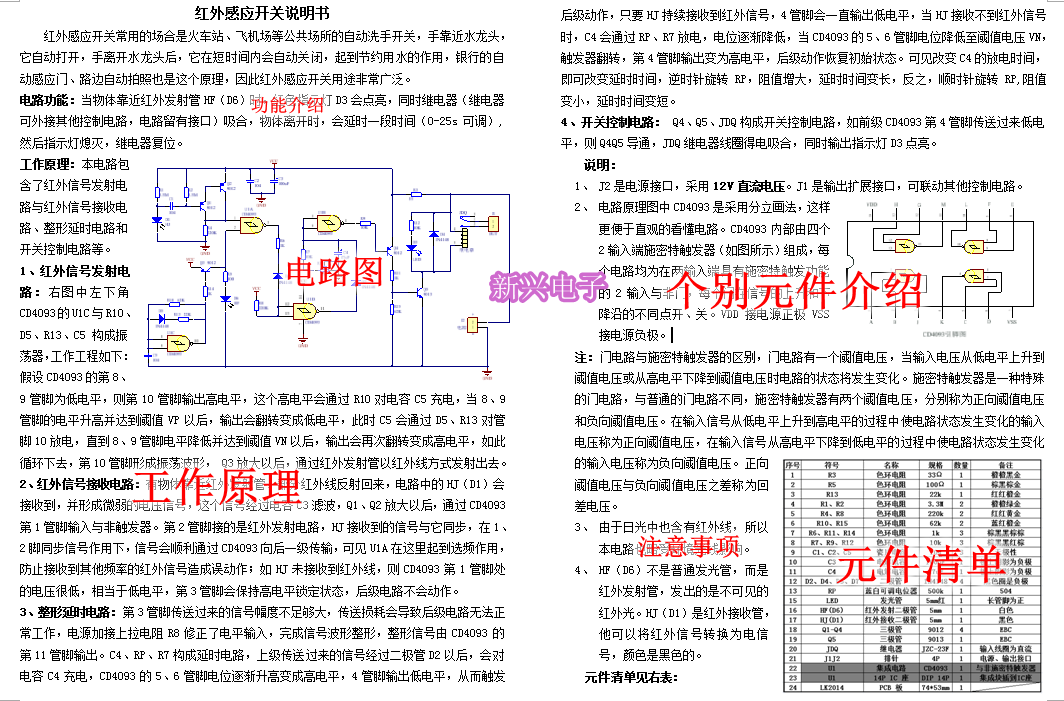 红外感应开关说明书
红外感应开关常用的场合是火车站、飞机场等公共场所的自动洗手开关，手靠近水龙头，
它自动打开，手离开水龙头后，它在短时间内会自动关闭，起到节约用水的作用，银行的自
动感应门、路边自动拍照也是这个原理，因此红外感应开关用途非常广泛。
电路功能：当物体靠近红外发射管 HF（D6）时，
灯 D3 会点亮，同时继电器（继电器
功能介绍
可外接其他控制电路，电路留有接口）吸合，物体离开时，会延时一段时间（0-25s 可调），
然后指示灯熄灭，继电器复位。
工作原理：本电路包
含了红外信号发射电
路与红外信号接收电
路、整形延时电路和
开关控制电路等。
1、红外信号发射电
路：右图中左下角
CD4093 的 U1C 与 R10、
D5、R13、C5 构成振
荡器，工作工程如下：
假设 CD4093 的第 8、
电路图
9 管脚为低电平，则第 10 管脚输出高电平，这个高电平会通过 R10 对电容 C5 充电，当 8、9
管脚的电平升高并达到阈值 VP 以后，输出会翻转变成低电平，此时 C5 会通过 D5、R13 对管
脚 10 放电，直到 8、9 管脚电平降低并达到阈值 VN 以后，输出会再次翻转变成高电平，如此
循环下去，第 10 管脚形成振荡波形， Q3 放大以后，通过红外发射管以红外线方式发射出去。
工作原理
2、红外信号接收电路：有物体
红外线反射回来，电路中的 HJ（D1）会
接收到，并形成微弱的电压信号，这个信号经过电容 C3 滤波，Q1、Q2 放大以后，通过 CD4093
第 1 管脚输入与非触发器。第 2 管脚接的是红外发射电路，HJ 接收到的信号与它同步，在 1、
2 脚同步信号作用下，信号会顺利通过 CD4093 向后一级传输，可见 U1A 在这里起到选频作用，
防止接收到其他频率的红外信号造成误动作；如 HJ 未接收到红外线，则 CD4093 第 1 管脚处
的电压很低，相当于低电平，第 3 管脚会保持高电平锁定状态，后级电路不会动作。
3、整形延时电路：第 3 管脚传送过来的信号幅度不足够大，传送损耗会导致后级电路无法正
常工作，电源加接上拉电阻 R8 修正了电平输入，完成信号波形整形，整形信号由 CD4093 的
第 11 管脚输出。C4、RP、R7 构成延时电路，上级传送过来的信号经过二极管 D2 以后，会对
电容 C4 充电，CD4093 的 5、6 管脚电位逐渐升高变成高电平，4 管脚输出低电平，从而触发
新兴电子
后级动作，只要 HJ 持续接收到红外信号，4 管脚会一直输出低电平，当 HJ 接收不到红外信号
时，C4 会通过 RP、R7 放电，电位逐渐降低，当 CD4093 的 5、6 管脚电位降低至阈值电压 VN，
触发器翻转，第 4 管脚输出变为高电平，后级动作恢复初始状态。可见改变 C4 的放电时间，
即可改变延时时间，逆时针旋转 RP，阻值增大，延时时间变长，反之，顺时针旋转 RP，阻值
变小，延时时间变短。
4、开关控制电路： Q4、Q5、JDQ 构成开关控制电路，如前级 CD4093 第 4 管脚传送过来低电
平，则 Q4Q5 导通，JDQ 继电器线圈得电吸合，同时输出指示灯 D3 点亮。
说明：
1、 J2 是电源接口，采用 12V 直流电压。J1 是输出扩展接口，可联动其他控制电路。
2、 电路原理图中 CD4093 是采用分立画法，这样
更便于直观的看懂电路。CD4093 内部由四个
2 输入端施密特触发器（如图所示）组成，每
个电路均为在两输入端具有施密特触发功能
的 2 输入与非门，每个
降沿的不同点开、关。VDD 接电源正极 VSS
接电源负极。
个别元件介绍
CD4093引脚图
注：门电路与施密特触发器的区别，门电路有一个阈值电压，当输入电压从低电平上升到
阈值电压或从高电平下降到阈值电压时电路的状态将发生变化。施密特触发器是一种特殊
的门电路，与普通的门电路不同，施密特触发器有两个阈值电压，分别称为正向阈值电压
和负向阈值电压。在输入信号从低电平上升到高电平的过程中使电路状态发生变化的输入
电压称为正向阈值电压，在输入信号从高电平下降到低电平的过程中使电路状态发生变化
的输入电压称为负向阈值电压。正向
阈值电压与负向阈值电压之差称为回
差电压。
3、 由于日光中也含有红外线，所以
本电路
注意事项
4、 HF（D6）不是普通发光管，而是
红外发射管，发出的是不可见的
红外光。HJ（D1）是红外接收管，
他可以将红外信号转换为电信
号，颜色是黑色的。
元件清单见右表：
元件清单
序号 符号 名称 规格 数量 备注
1 R3 色环电阻 33Ω 1 橙橙黑金
2 R5 色环电阻 100Ω 1 棕黑棕金
3 R13 色环电阻 22k 1 红红橙金
4 R1、R2 色环电阻 3.3M 2 橙橙绿金
5 R4、R8 色环电阻 220k 2 红红黄金
6 R10、R15 色环电阻 62k 2 蓝红橙金
7 R6、R11、R14 色环电阻 1k 3 棕黑黑棕棕
8 R7、R9、R12 色环电阻 10k 3
9 C1、C2、
10 C3
11 C4
12 D2、D4、
13 RP 蓝白可调电位器 500k 1 504
15 LED 发光管 5mm红 1 长管脚为正
16 HF(D6) 红外发射二极管 5mm 1 白色
17 HJ(D1) 红外接收二极管 5mm 1 黑色
18 Q1-Q4 三极管 9012 4 EBC
19 Q5 三极管 9013 1 EBC
20 JDQ 继电器 JZC-23F 1 输入线圈为直流
21 J1J2 排针 4P 1 电源、输出接口
22 U1 集成电路 CD4093 1 与非施密特触发器
23 U1 14P IC 座 DIP 14P 1 集成块插到IC座
24 LK2014 PCB 板 74*53mm 1